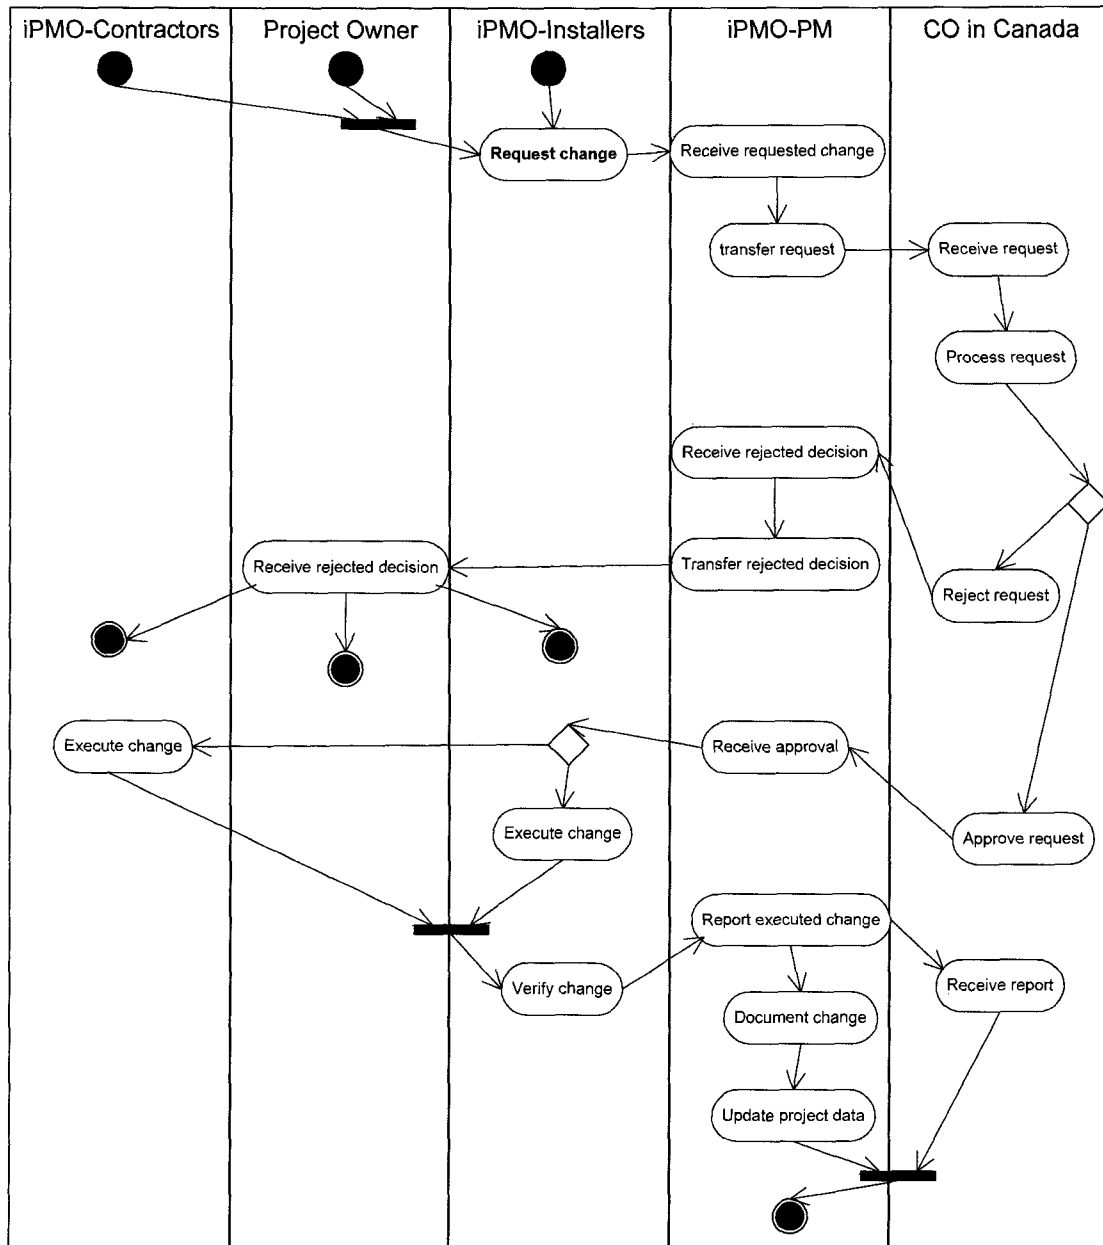 iPMO-Contractors
Project Owner
iPMO-Installers
iPMO-PM
CO in Canada
Request change
Receive requested change
transfer request
Receive request
Process request
Receive rejected decision
Receive rejected decision
Transfer rejected decision
Reject request
Execute change
Receive approval
Execute change
Approve request
Report executed change
Verify change
Receive report
Document change
Update project data